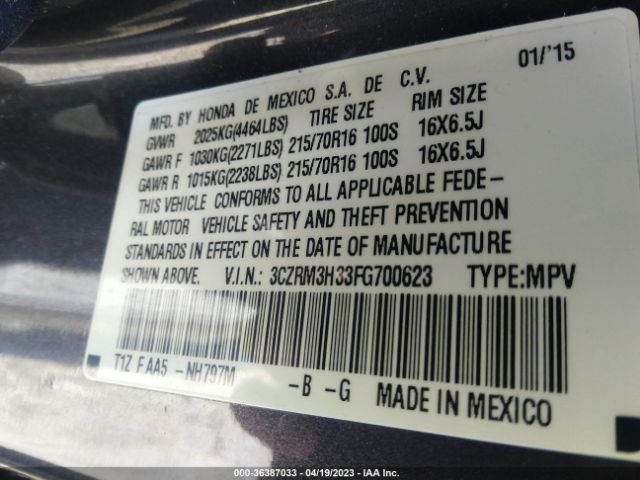 01/'15
MFD. BY HONDA DE MEXICO S.A. DE C.V.
GVWR 2025KG(4464LBS) TIRE SIZE RIM SIZE
GAWR F 1030KG(2271LBS) 215/70R16 100S 16X6.5J
GAWR R 1015KG(2238LBS) 215/70R16 100S 16X6.5J
THIS VEHICLE CONFORMS TO ALL APPLICABLE FEDE-
RAL MOTOR VEHICLE SAFETY AND THEFT PREVENTION
STANDARDS IN EFFECT ON THE DATE OF MANUFACTURE
SHOWN ABOVE. V.I.N.: 3CZRM3H33FG700623 TYPE:MPV
T1Z F AA5 -NH797M -B -G MADE IN MEXICO
000-36387033 - 04/19/2023 - IAA Inc.